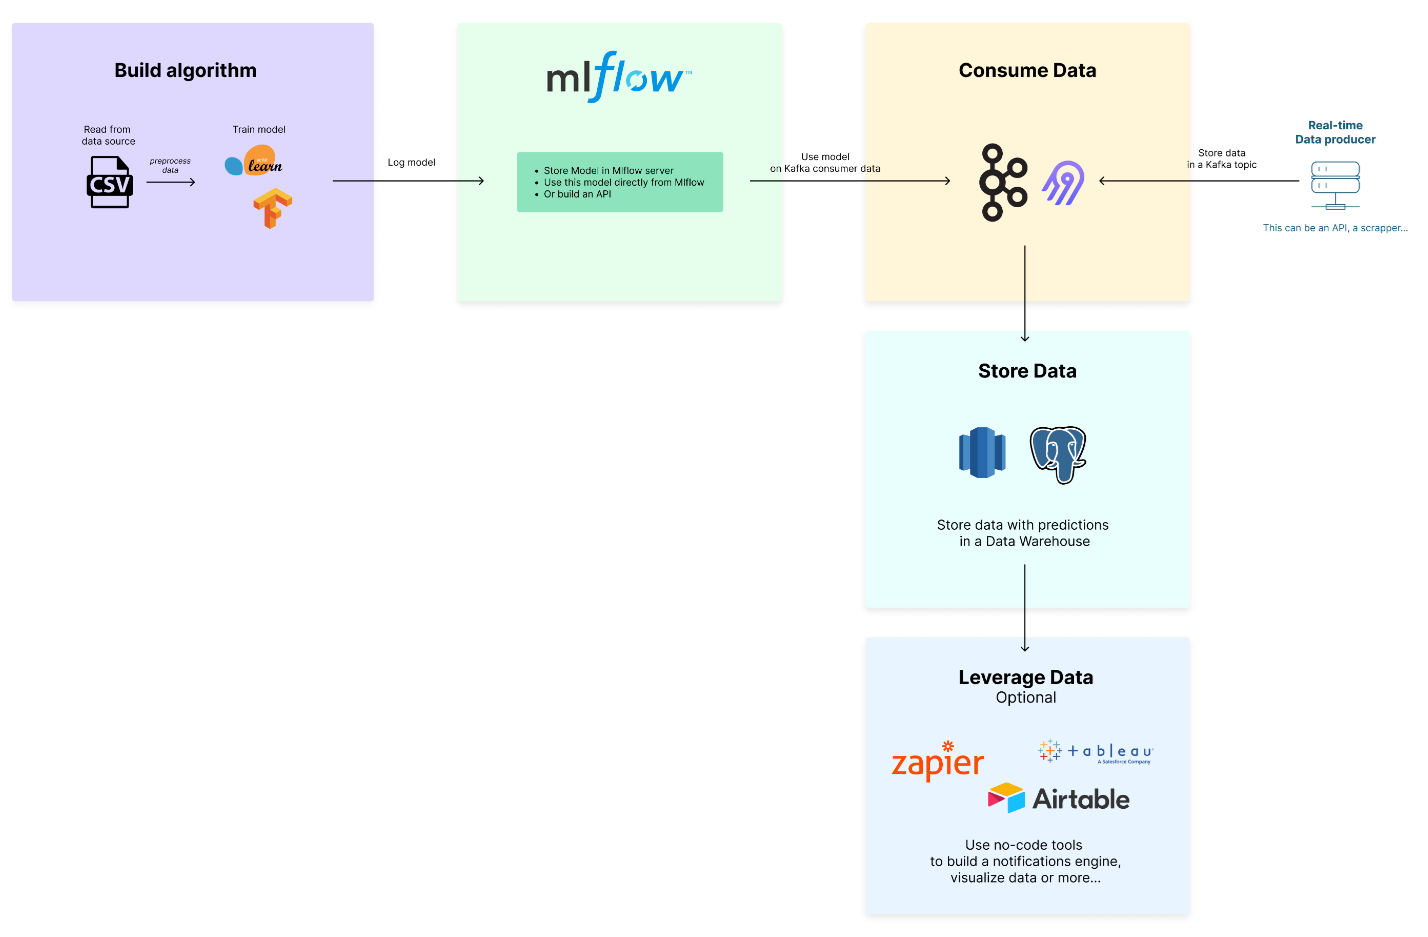 Build algorithm
Read from
data source
CSV
preprocess
data
Train model
learn
Log model
mlflow™
• Store Model in Mlflow server
• Use this model directly from Mlflow
• Or build an API
Use model
on Kafka consumer data
Consume Data
Store data
in a Kafka topic
Real-time
Data producer
This can be an API, a scrapper...
Store Data
Store data with predictions
in a Data Warehouse
Leverage Data
Optional
zapier
+ableau
A Salesforce Company
Airtable
Use no-code tools
to build a notifications engine,
visualize data or more...